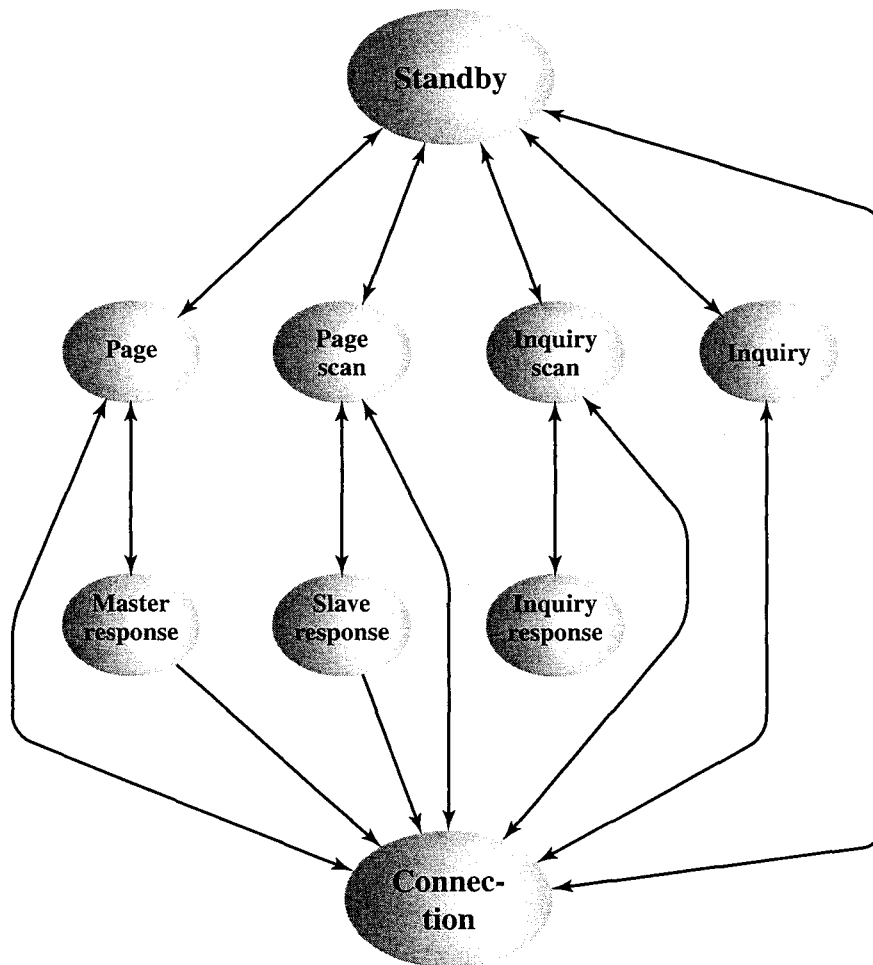 Standby
Page
Page
scan
Inquiry
scan
Inquiry
Master
response
Slave
response
Inquiry
response
Connec-
tion